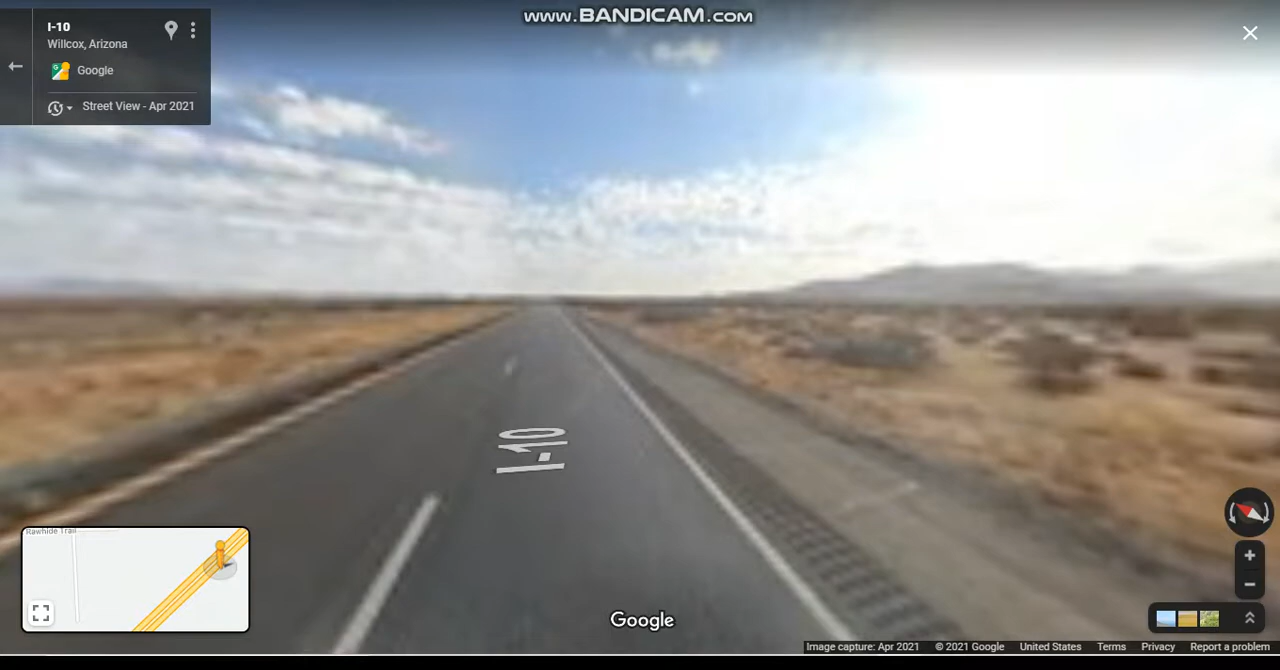 www.BANDICAM.com
I-10
Willcox, Arizona
Google
Street View - Apr 2021
I-10
Rawhide Trail
Google
Image capture: Apr 2021 © 2021 Google United States Terms Privacy Report a problem